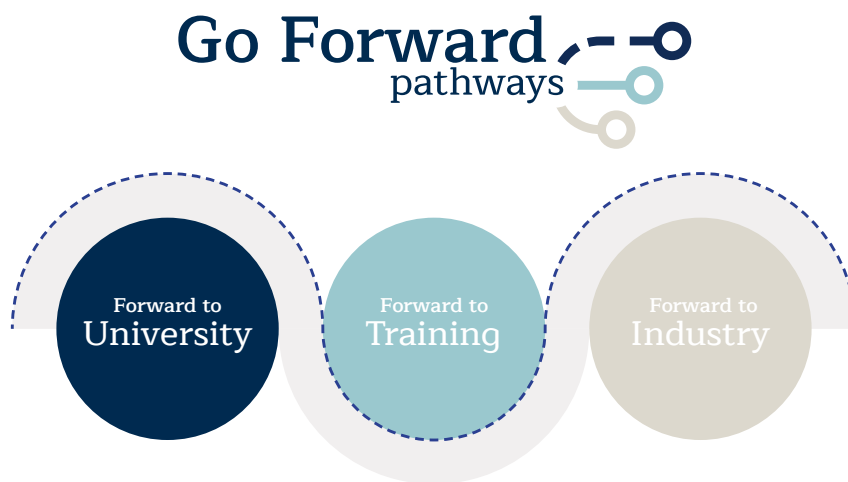 Go Forward
pathways
Forward to
University
Forward to
Training
Forward to
Industry